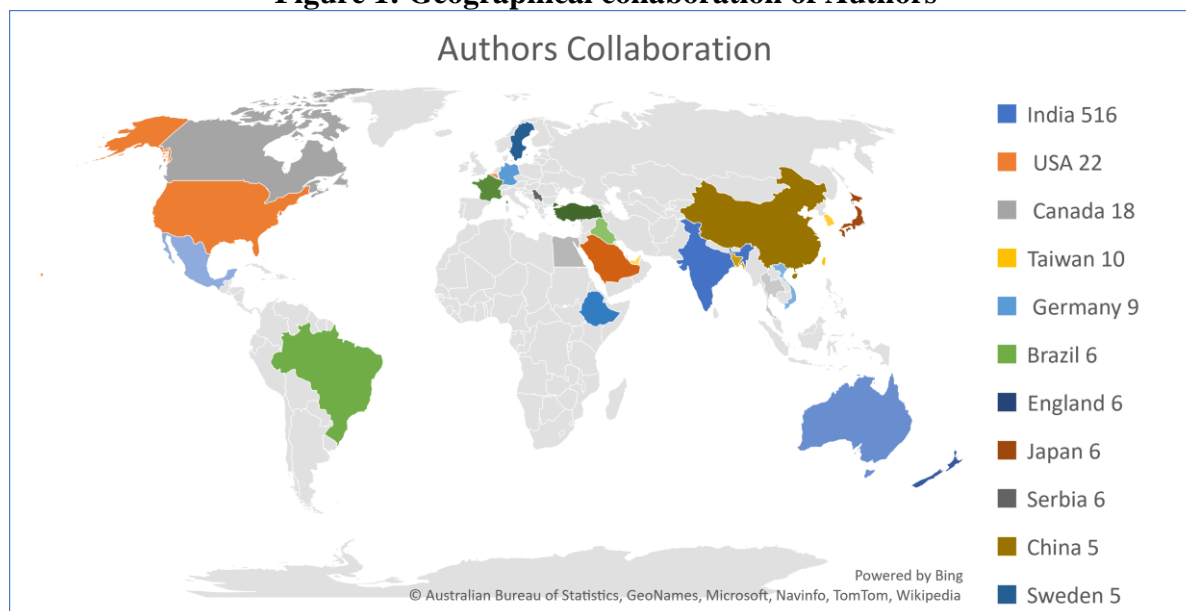 Figure 1: Geographical collaboration of Authors
Authors Collaboration
India 516
USA 22
Canada 18
Taiwan 10
Germany 9
Brazil 6
England 6
Japan 6
Serbia 6
China 5
Sweden 5
Powered by Bing
© Australian Bureau of Statistics, GeoNames, Microsoft, Navinfo, TomTom, Wikipedia